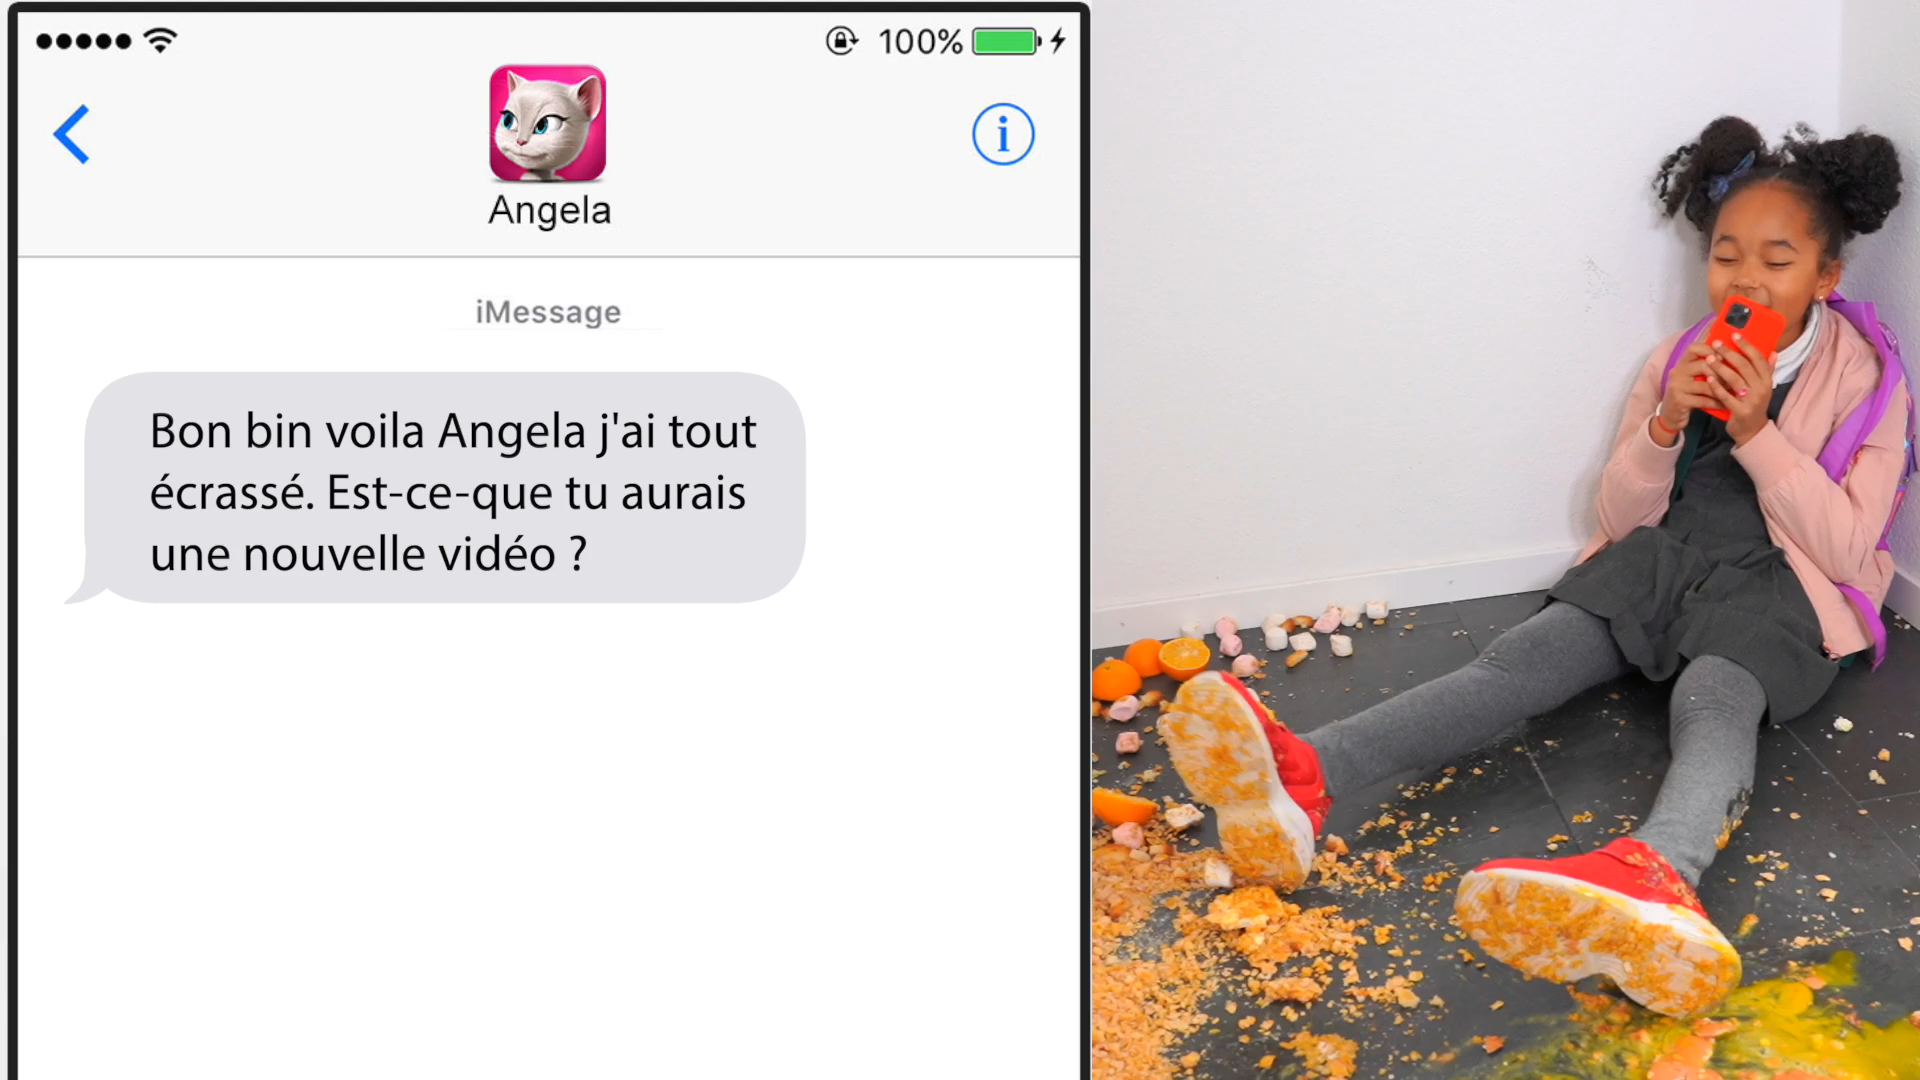 100%
Angela
iMessage
Bon bin voila Angela j'ai tout
écrassé. Est-ce-que tu aurais
une nouvelle vidéo ?